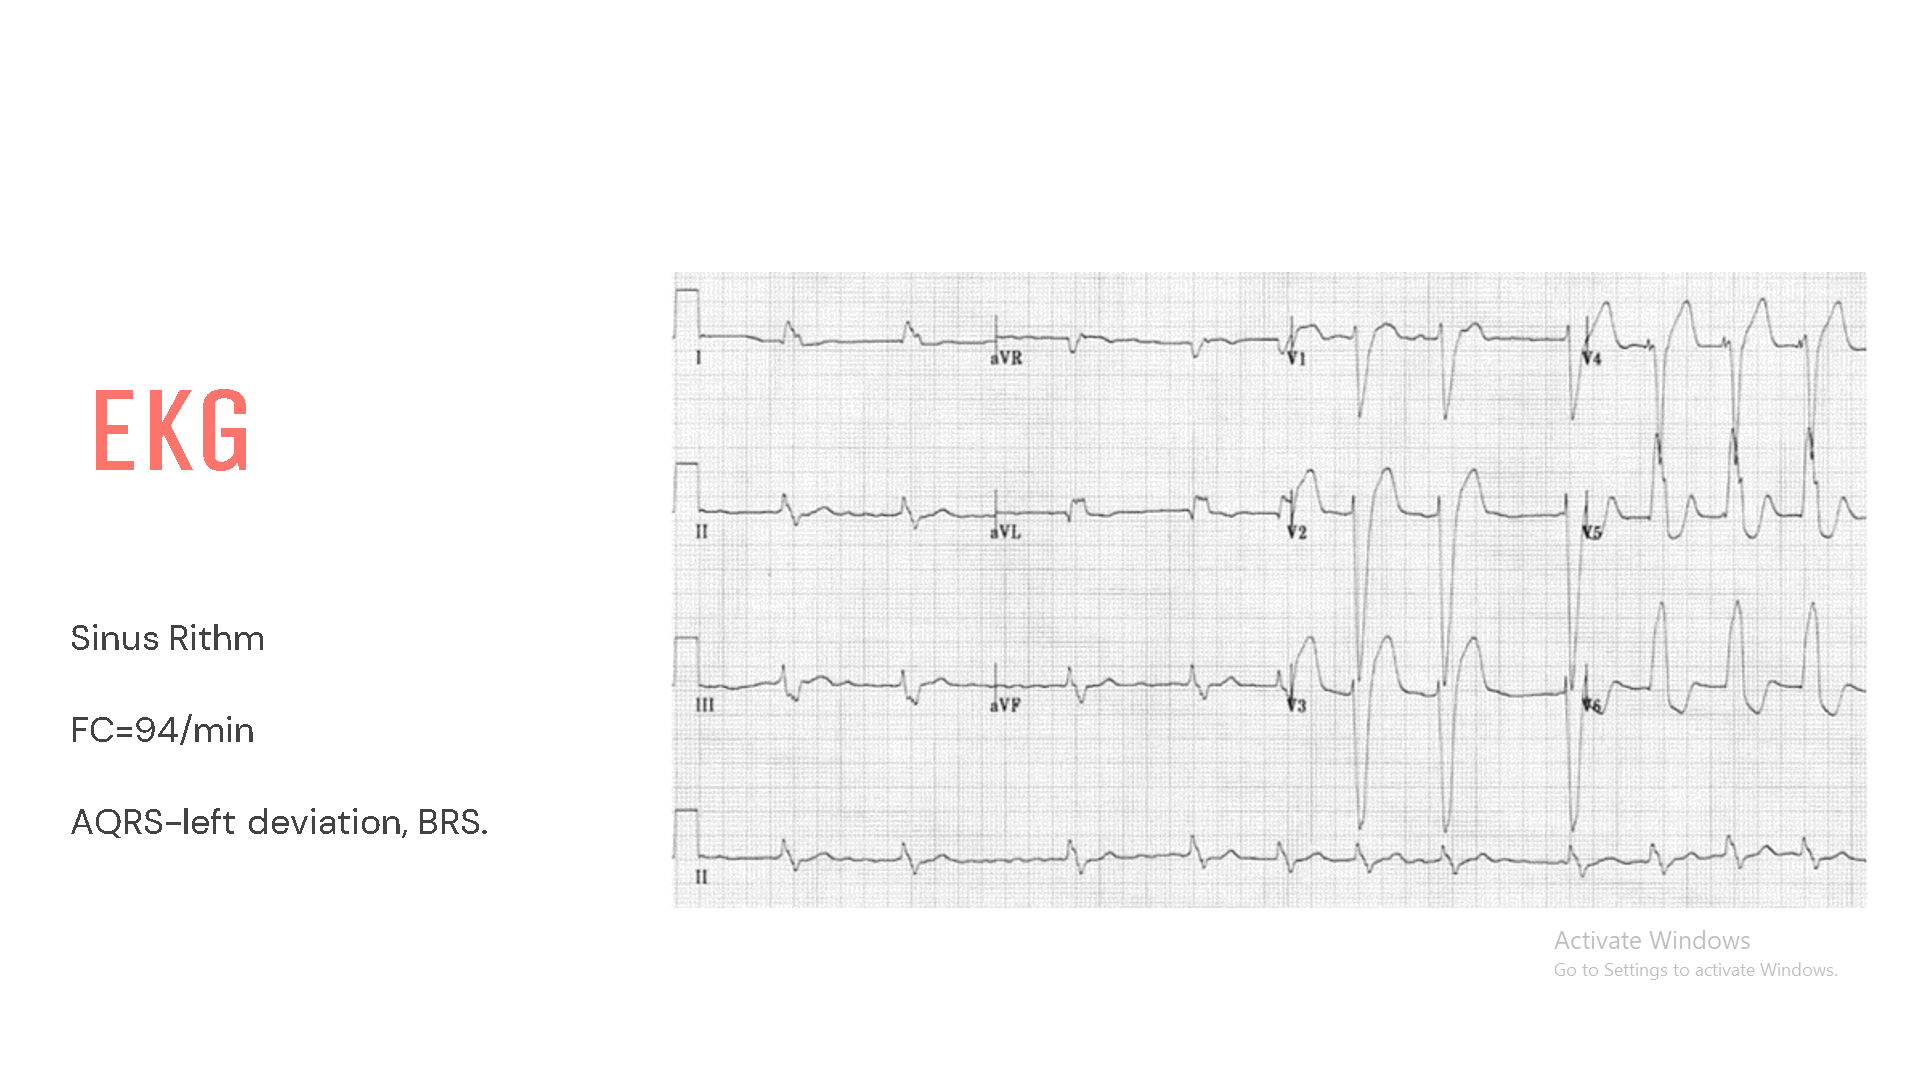 EKG
Sinus Rithm
FC=94/min
AQRS-left deviation, BRS.
I aVR V1 V4
II aVL V2 V5
III aVF V3 V6
II
Activate Windows
Go to Settings to activate Windows.